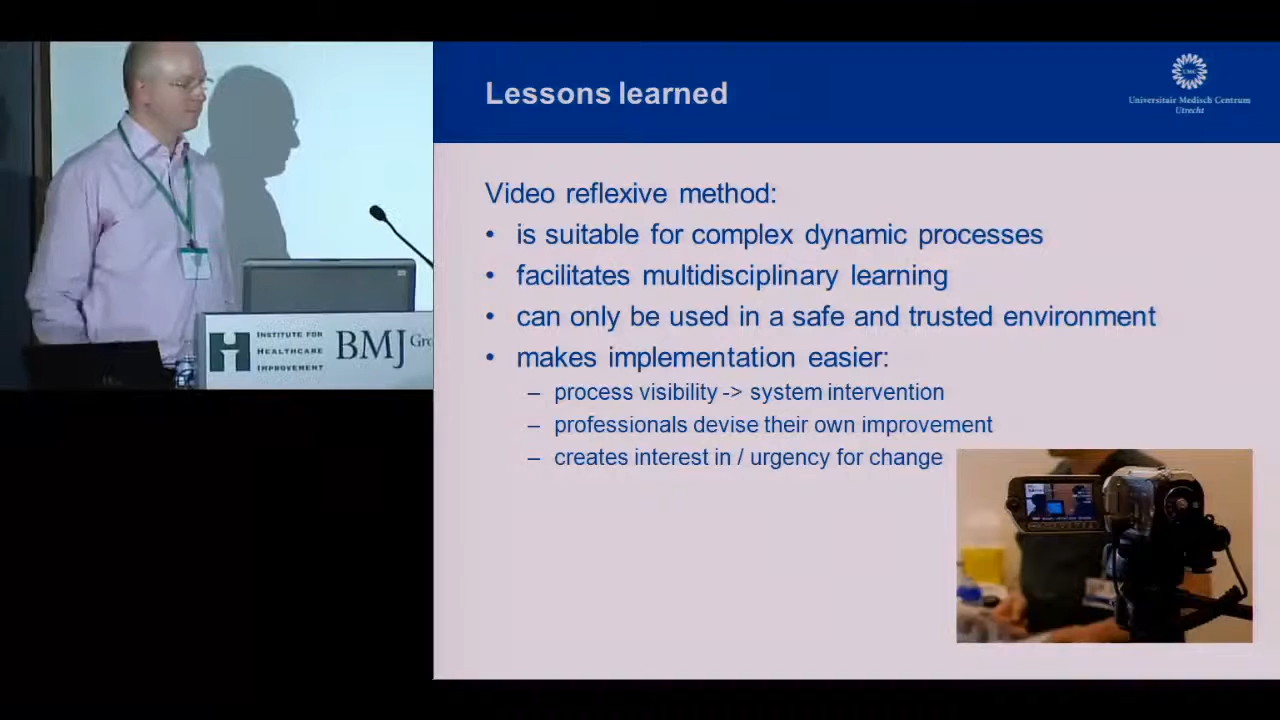 Lessons learned
UMC
Universitair Medisch Centrum
Utrecht
Video reflexive method:
• is suitable for complex dynamic processes
• facilitates multidisciplinary learning
• can only be used in a safe and trusted environment
• makes implementation easier:
– process visibility -> system intervention
– professionals devise their own improvement
– creates interest in / urgency for change
INSTITUTE FOR
HEALTHCARE
IMPROVEMENT
BMJ Gro